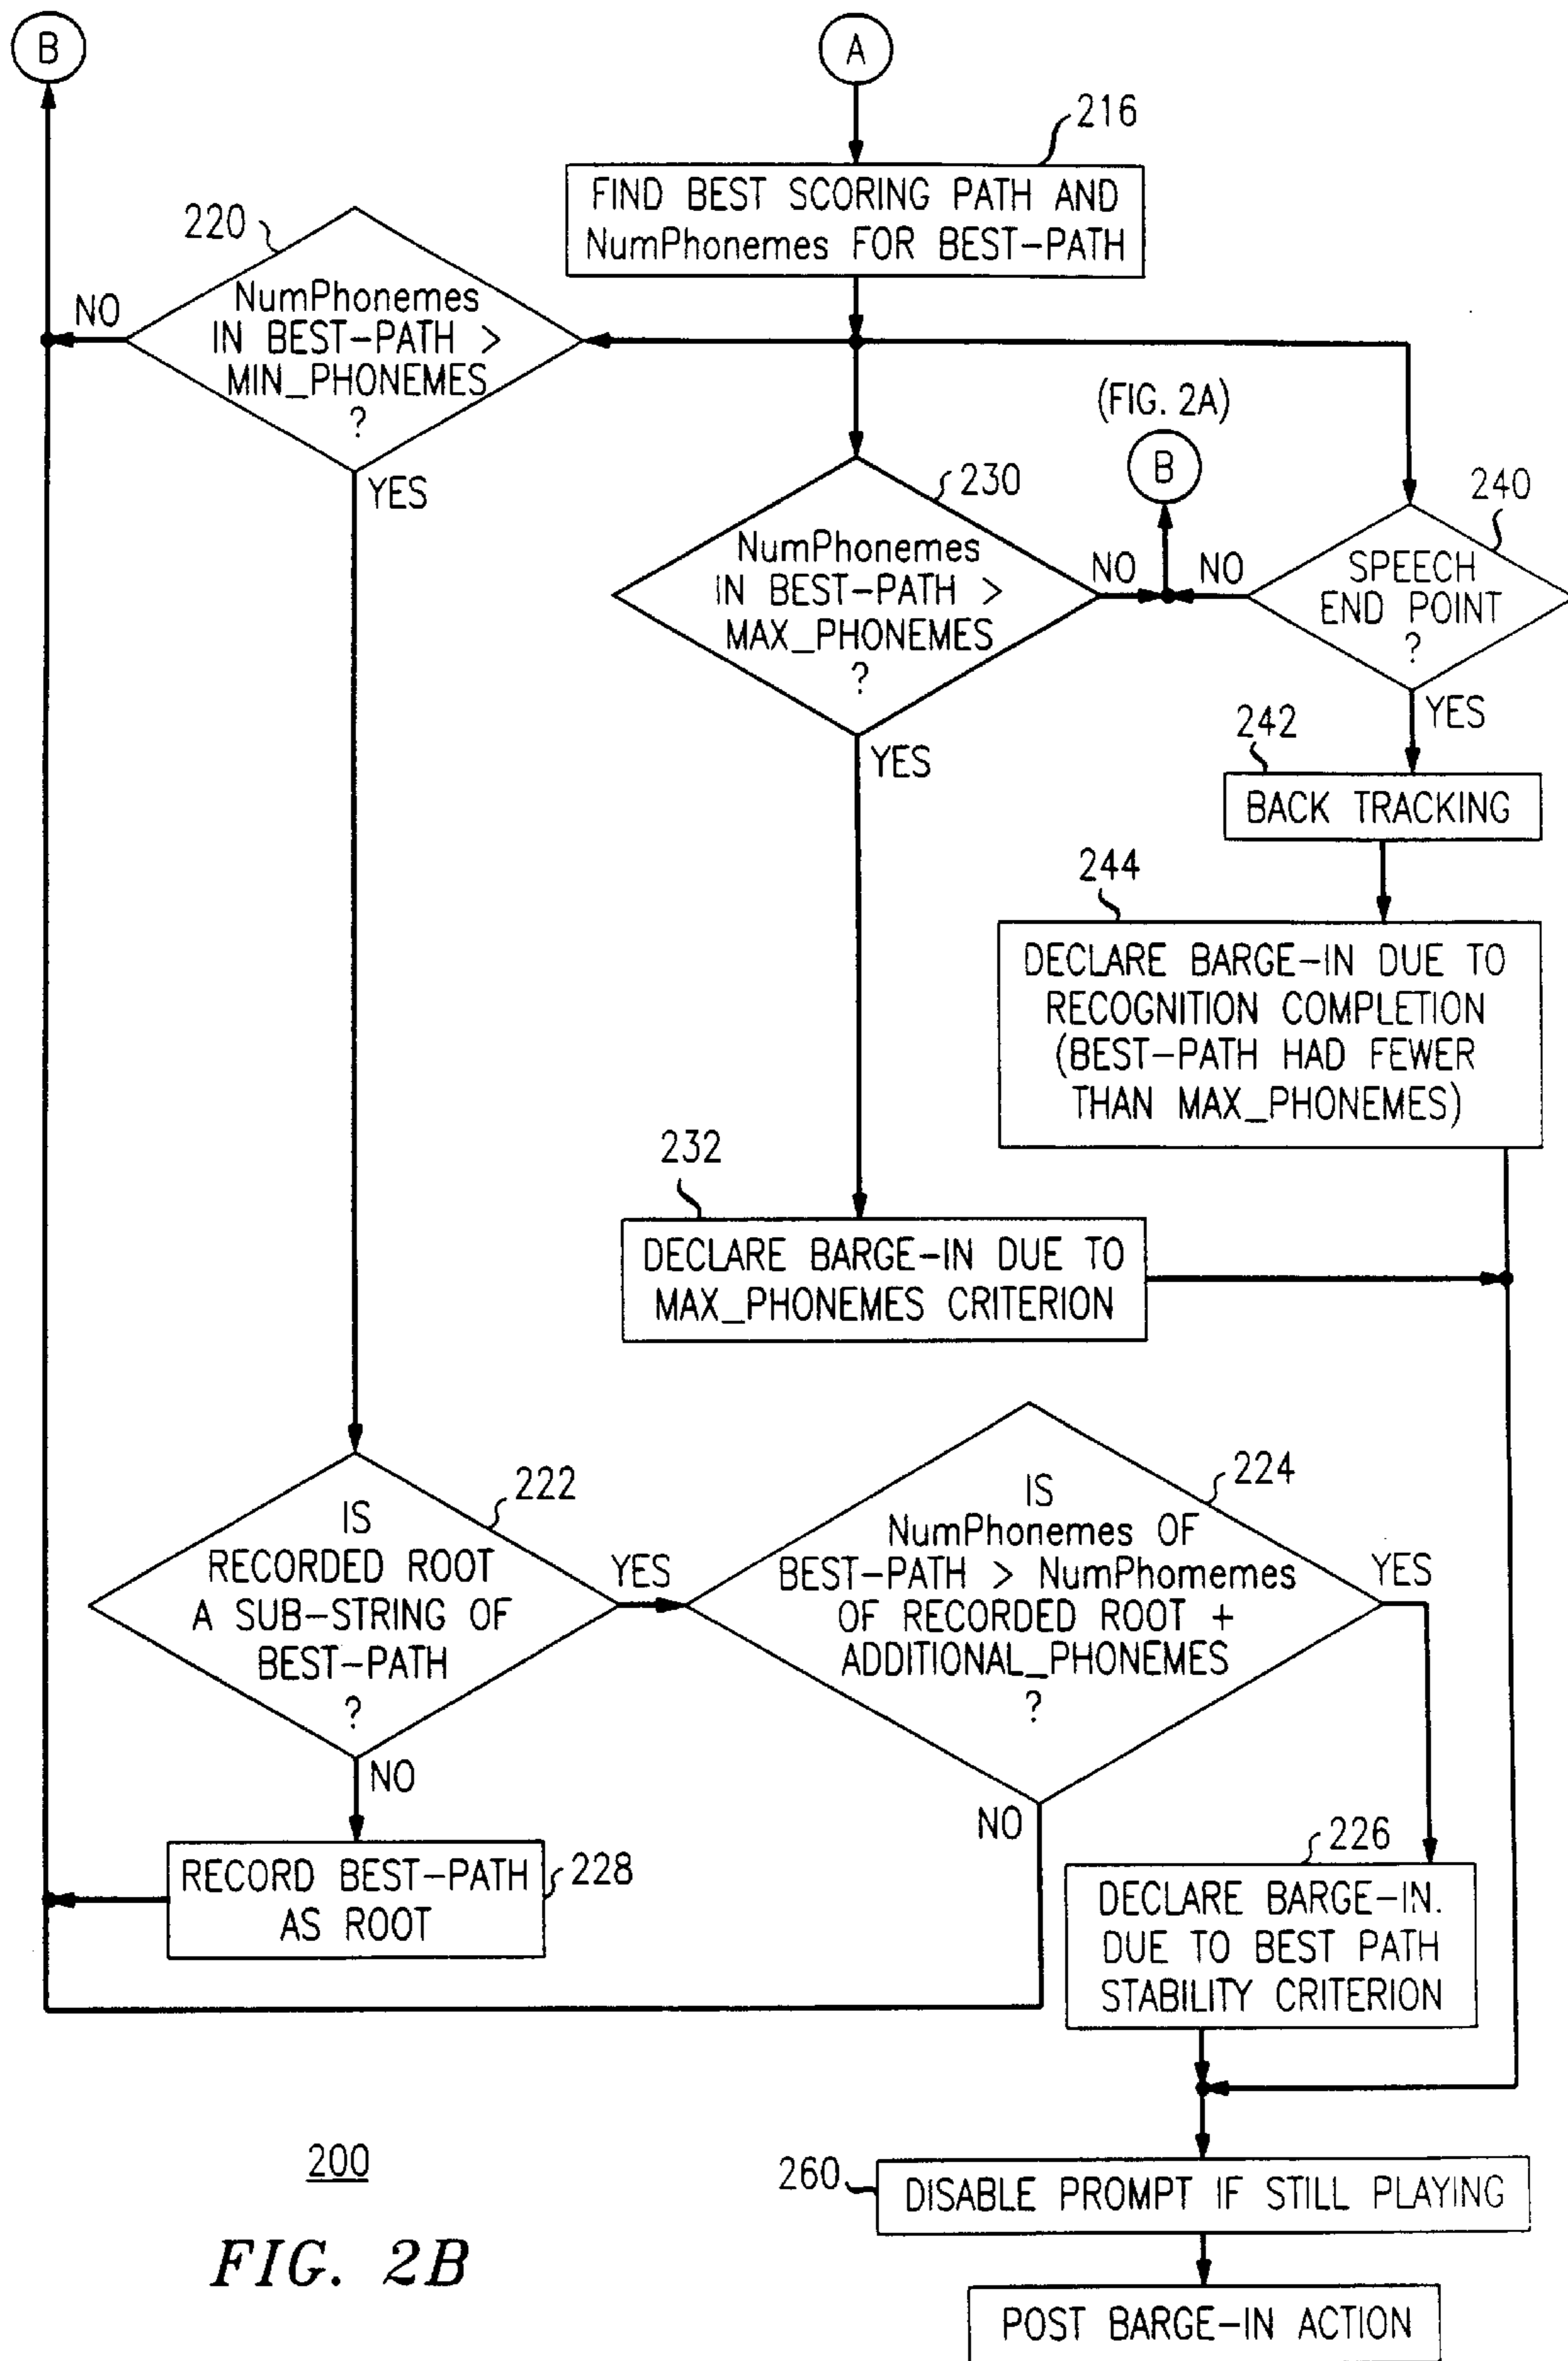 B
A
216
FIND BEST SCORING PATH AND
NumPhonemes FOR BEST-PATH
220
NumPhonemes
IN BEST-PATH >
MIN_PHONEMES
?
NO
YES
(FIG. 2A)
B
230
NumPhonemes
IN BEST-PATH >
MAX_PHONEMES
?
NO
YES
240
SPEECH
END POINT
?
NO
YES
242
BACK TRACKING
244
DECLARE BARGE-IN DUE TO
RECOGNITION COMPLETION
(BEST-PATH HAD FEWER
THAN MAX_PHONEMES)
232
DECLARE BARGE-IN DUE TO
MAX_PHONEMES CRITERION
222
IS
RECORDED ROOT
A SUB-STRING OF
BEST-PATH
?
YES
NO
224
IS
NumPhonemes OF
BEST-PATH > NumPhomemes
OF RECORDED ROOT +
ADDITIONAL_PHONEMES
?
YES
NO
228
RECORD BEST-PATH
AS ROOT
226
DECLARE BARGE-IN.
DUE TO BEST PATH
STABILITY CRITERION
260
DISABLE PROMPT IF STILL PLAYING
POST BARGE-IN ACTION
200
FIG. 2B